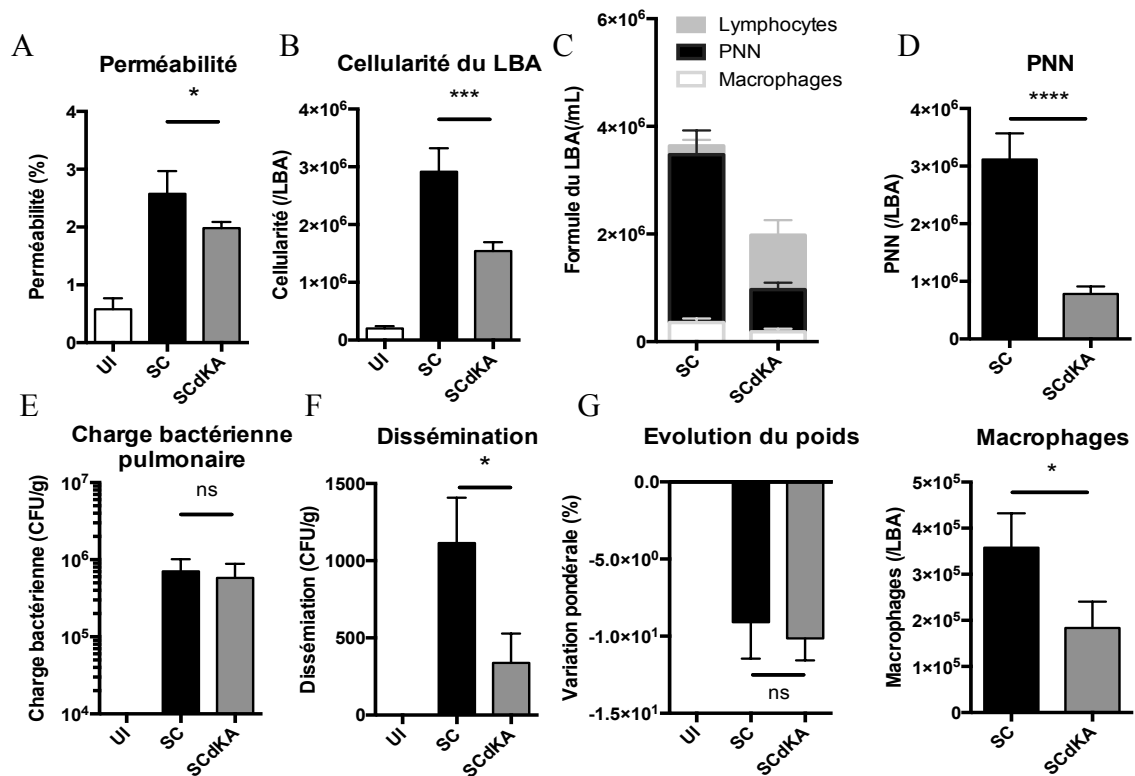 A
Perméabilité
*
Perméabilité (%)
4
3
2
1
0
UI
SC
SCdKA
B
Cellularité du LBA
***
Cellularité (/LBA)
4×10⁶
3×10⁶
2×10⁶
1×10⁶
0
UI
SC
SCdKA
C
Lymphocytes
PNN
Macrophages
Formule du LBA(/mL)
6×10⁶
4×10⁶
2×10⁶
0
SC
SCdKA
D
PNN
****
PNN (/LBA)
4×10⁶
3×10⁶
2×10⁶
1×10⁶
0
SC
SCdKA
E
Charge bactérienne
pulmonaire
ns
Charge bactérienne (CFU/g)
10⁷
10⁶
10⁵
10⁴
UI
SC
SCdKA
F
Dissémination
*
Dissémiation (CFU/g)
1500
1000
500
0
UI
SC
SCdKA
G
Evolution du poids
Variation pondérale (%)
0.0
-5.0×10⁰
-1.0×10¹
-1.5×10¹
ns
UI
SC
SCdKA
Macrophages
*
Macrophages (/LBA)
5×10⁵
4×10⁵
3×10⁵
2×10⁵
1×10⁵
0
SC
SCdKA